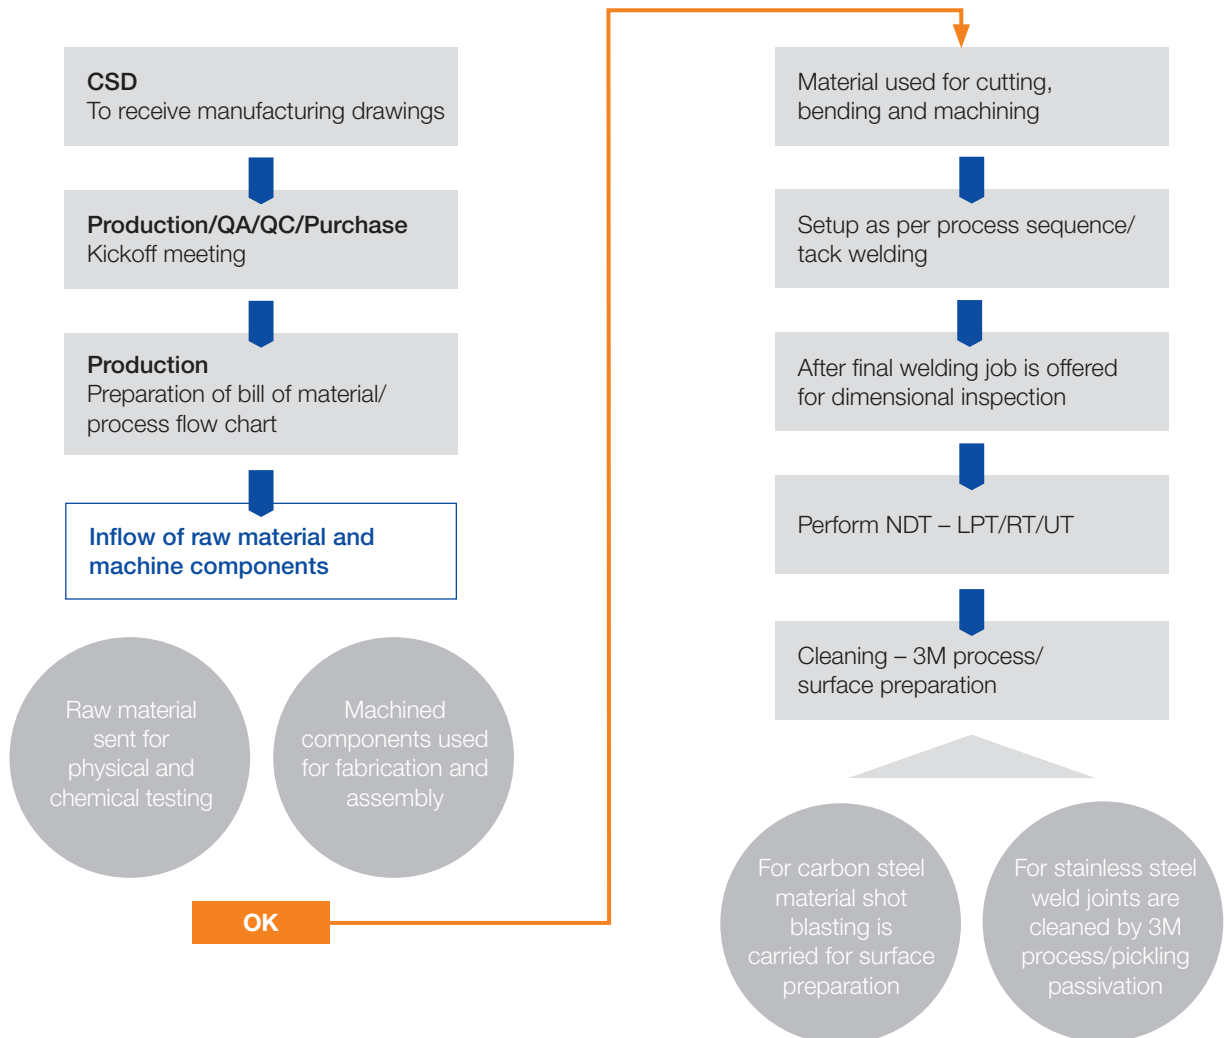 CSD
To receive manufacturing drawings
Production/QA/QC/Purchase
Kickoff meeting
Production
Preparation of bill of material/
process flow chart
Inflow of raw material and
machine components
Raw material
sent for
physical and
chemical testing
Machined
components used
for fabrication and
assembly
OK
Material used for cutting,
bending and machining
Setup as per process sequence/
tack welding
After final welding job is offered
for dimensional inspection
Perform NDT – LPT/RT/UT
Cleaning – 3M process/
surface preparation
For carbon steel
material shot
blasting is
carried for surface
preparation
For stainless steel
weld joints are
cleaned by 3M
process/pickling
passivation